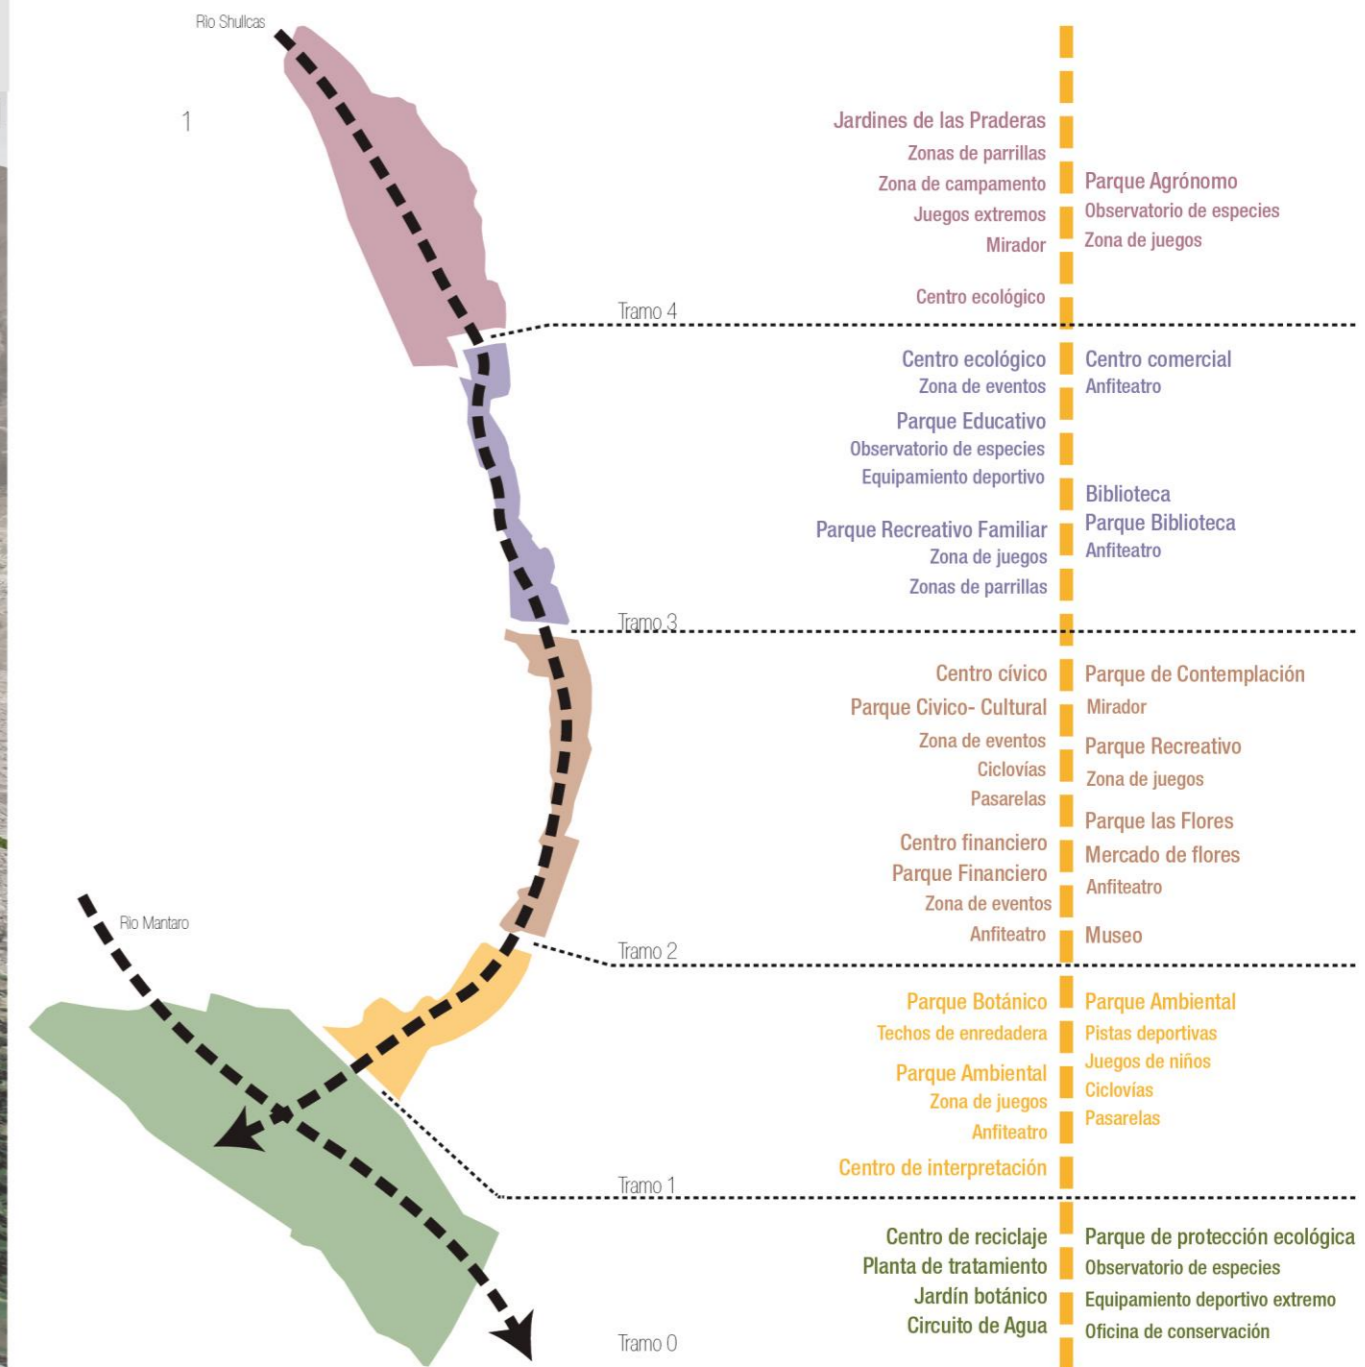 Rio Shullcas
1
Jardines de las Praderas
Zonas de parrillas
Zona de campamento
Juegos extremos
Mirador
Centro ecológico
Parque Agrónomo
Observatorio de especies
Zona de juegos
Tramo 4
Centro ecológico
Zona de eventos
Parque Educativo
Observatorio de especies
Equipamiento deportivo
Parque Recreativo Familiar
Zona de juegos
Zonas de parrillas
Centro comercial
Anfiteatro
Biblioteca
Parque Biblioteca
Anfiteatro
Tramo 3
Centro cívico
Parque Civico- Cultural
Zona de eventos
Ciclovías
Pasarelas
Centro financiero
Parque Financiero
Zona de eventos
Anfiteatro
Parque de Contemplación
Mirador
Parque Recreativo
Zona de juegos
Parque las Flores
Mercado de flores
Anfiteatro
Museo
Rio Mantaro
Tramo 2
Parque Botánico
Techos de enredadera
Parque Ambiental
Zona de juegos
Anfiteatro
Centro de interpretación
Parque Ambiental
Pistas deportivas
Juegos de niños
Ciclovías
Pasarelas
Tramo 1
Centro de reciclaje
Planta de tratamiento
Jardín botánico
Circuito de Agua
Parque de protección ecológica
Observatorio de especies
Equipamiento deportivo extremo
Oficina de conservación
Tramo 0